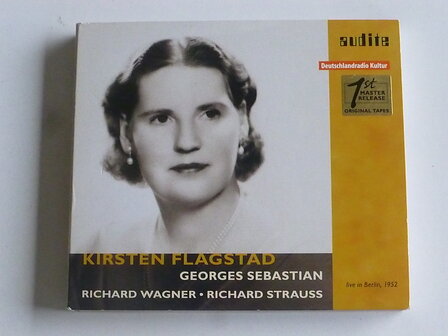 audite
Deutschlandradio Kultur
1st
MASTER
RELEASE
ORIGINAL TAPES
KIRSTEN FLAGSTAD
GEORGES SEBASTIAN
RICHARD WAGNER • RICHARD STRAUSS
live in Berlin, 1952